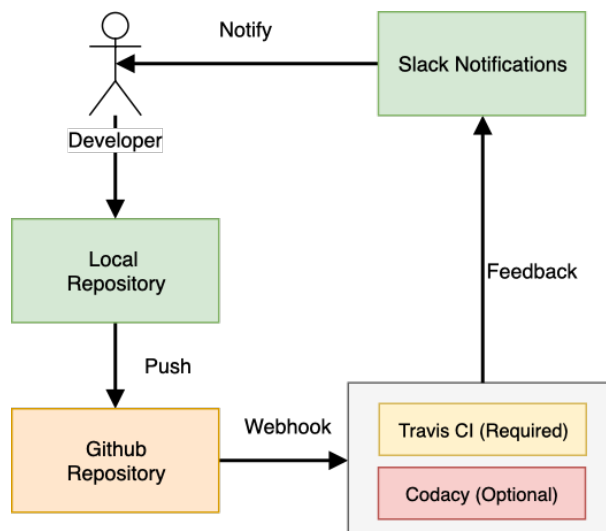 Notify
Slack Notifications
Developer
Local
Repository
Feedback
Push
Github
Repository
Webhook
Travis CI (Required)
Codacy (Optional)